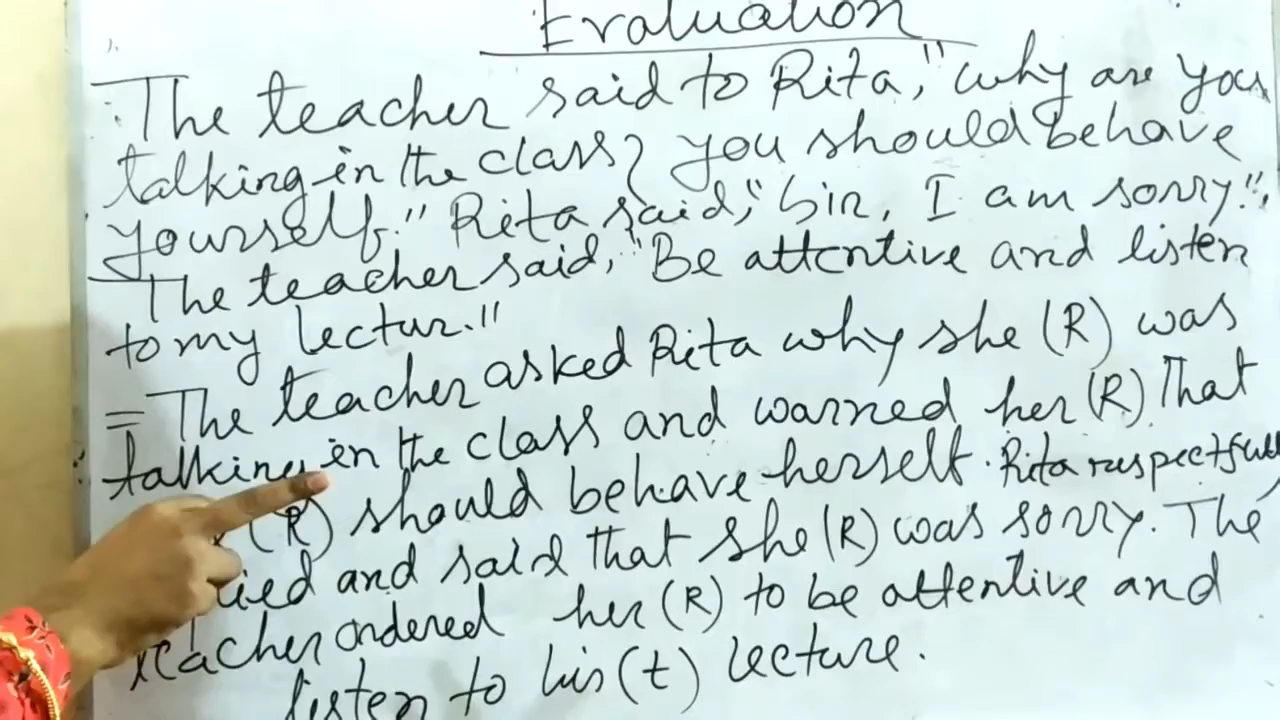 Evaluation
The teacher said to Rita, "why are you
talking in the class? you should behave
yourself." Rita said, "Sir, I am sorry."
The teacher said, "Be attentive and listen
to my lectur."
= The teacher asked Rita why she (R) was
talking in the class and warned her (R) That
(R) should behave herself. Rita respectfull
and said that she (R) was sorry. The
teacher ordered her (R) to be attentive and
listen to his (t) lecture.